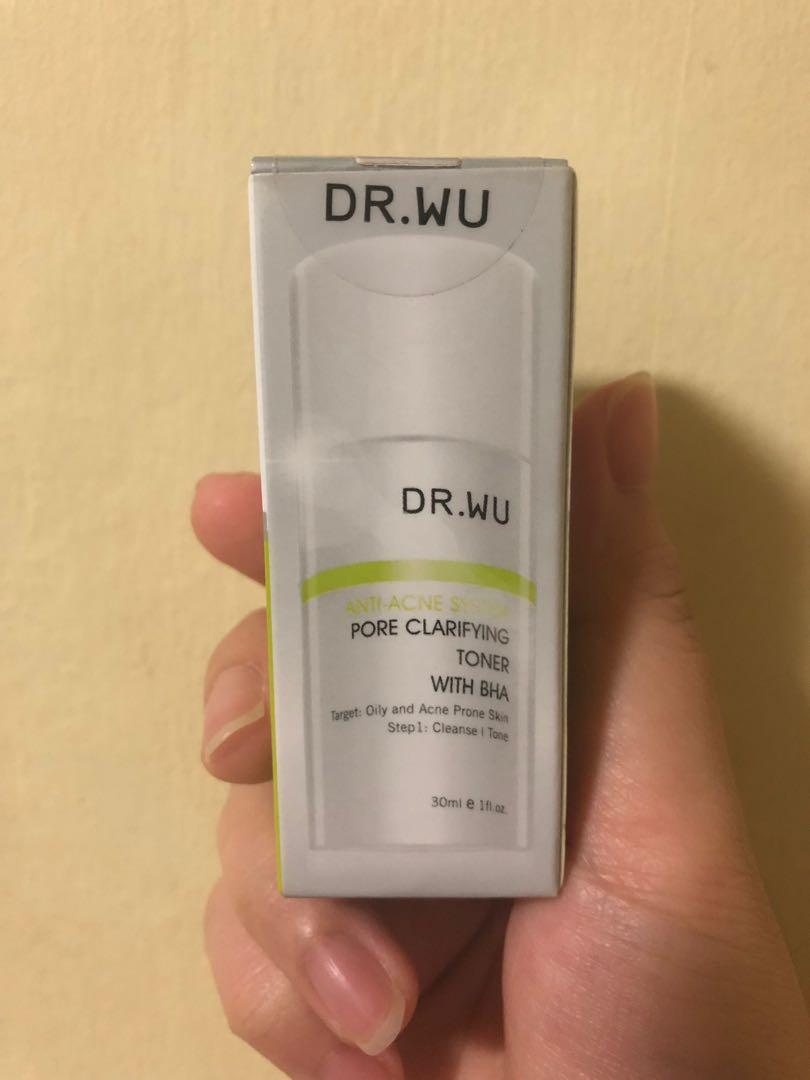 DR.WU
DR.WU
ANTI-ACNE SYSTEM
PORE CLARIFYING
TONER
WITH BHA
Target: Oily and Acne Prone Skin
Step1: Cleanse | Tone
30ml e 1fl.oz.